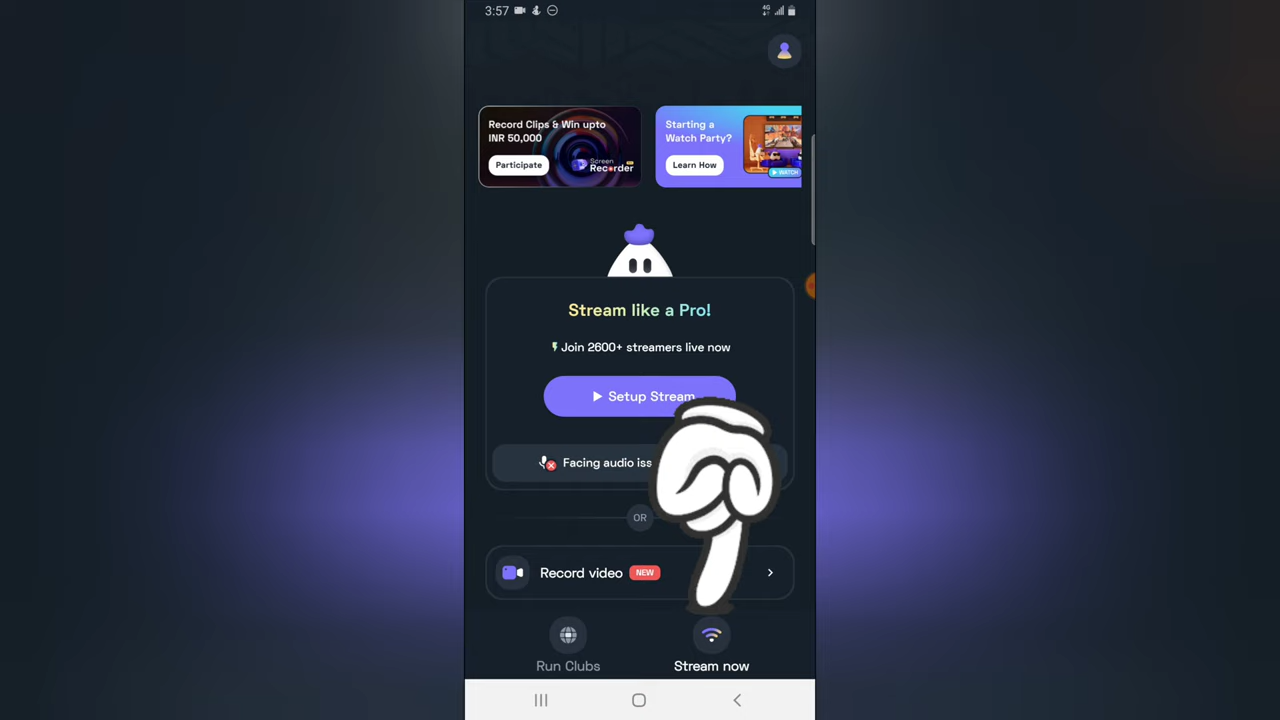 3:57
4G
Record Clips & Win upto
INR 50,000
Participate
Screen
Recorder
Starting a
Watch Party?
Learn How
WATCH
Stream like a Pro!
Join 2600+ streamers live now
Setup Stream
Facing audio iss
OR
Record video NEW
Run Clubs
Stream now